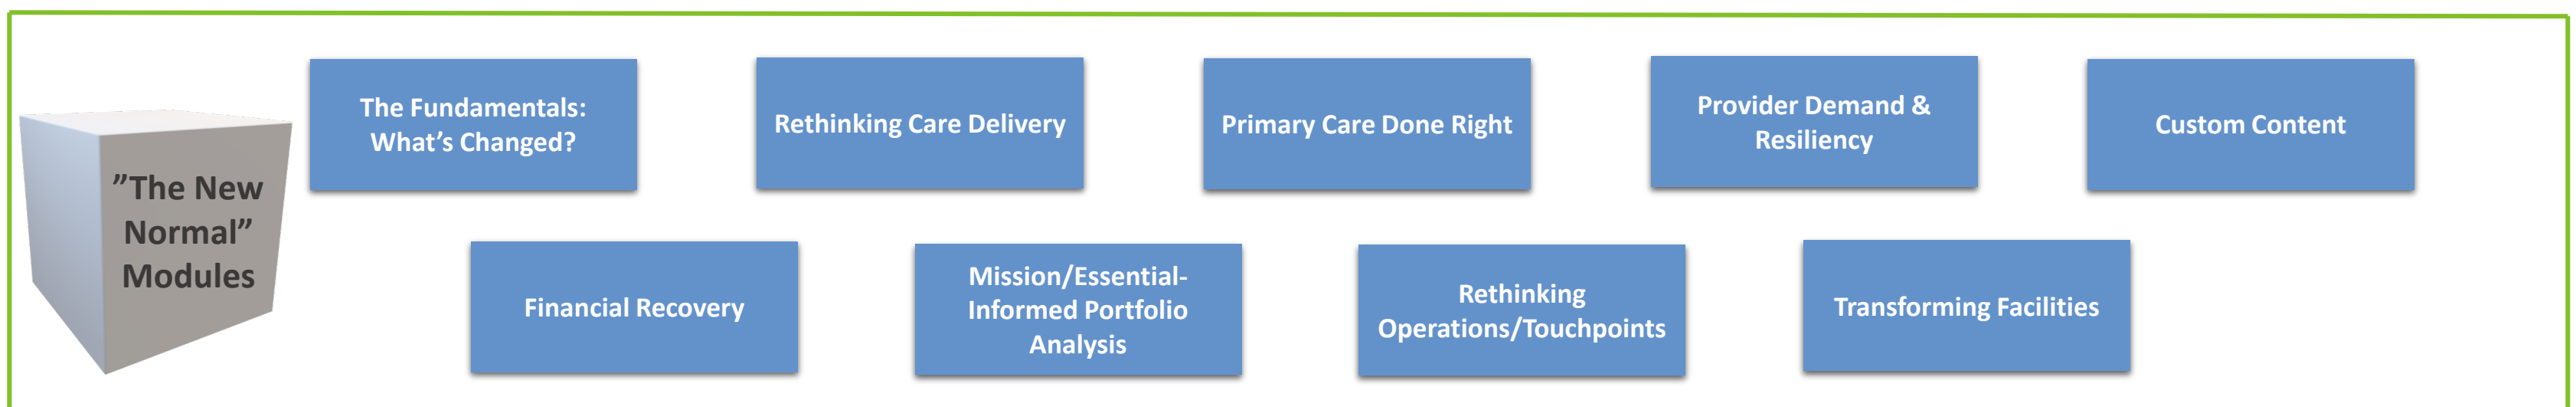 ”The New
Normal”
Modules
The Fundamentals:
What’s Changed?
Rethinking Care Delivery
Primary Care Done Right
Provider Demand &
Resiliency
Custom Content
Financial Recovery
Mission/Essential-
Informed Portfolio
Analysis
Rethinking
Operations/Touchpoints
Transforming Facilities